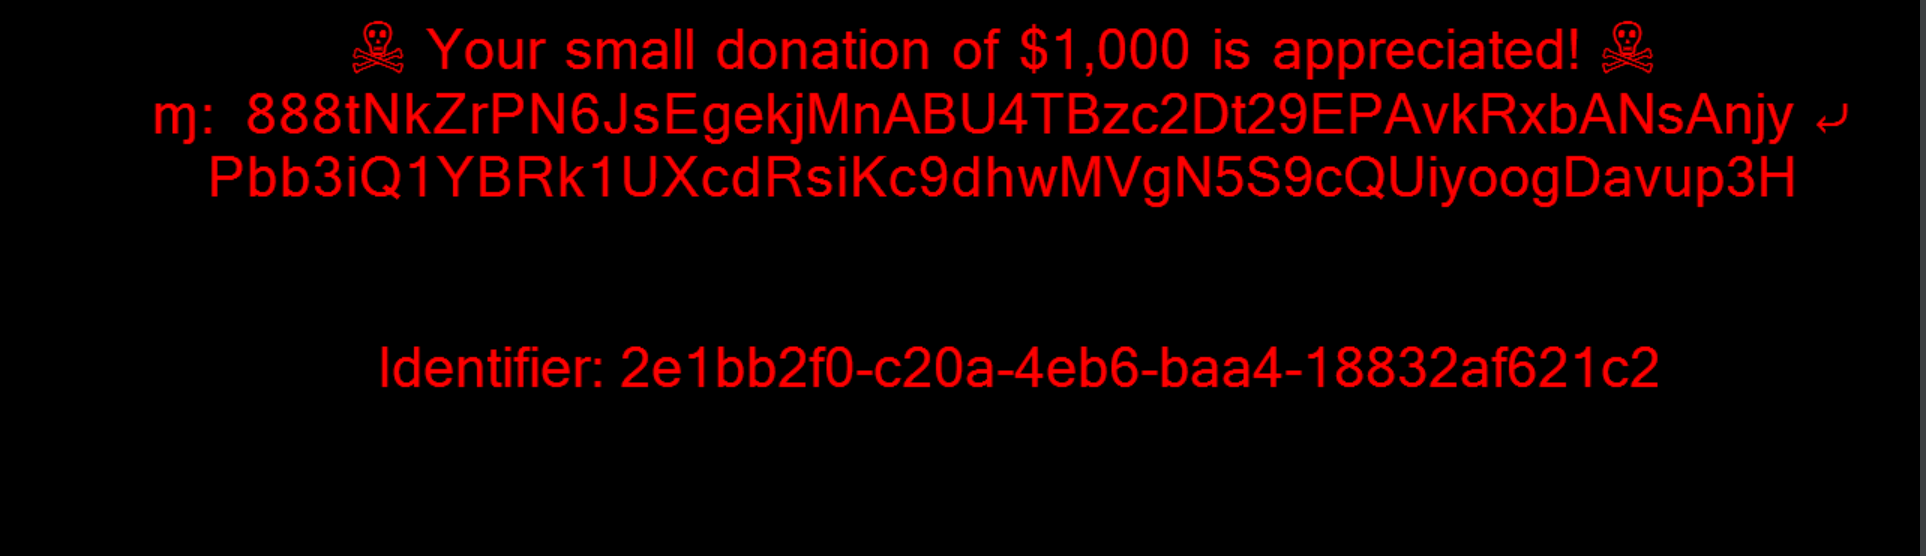 ☠ Your small donation of $1,000 is appreciated! ☠
ɱ: 888tNkZrPN6JsEgekjMnABU4TBzc2Dt29EPAvkRxbANsAnjy ⤶
Pbb3iQ1YBRk1UXcdRsiKc9dhwMVgN5S9cQUiyoogDavup3H
Identifier: 2e1bb2f0-c20a-4eb6-baa4-18832af621c2